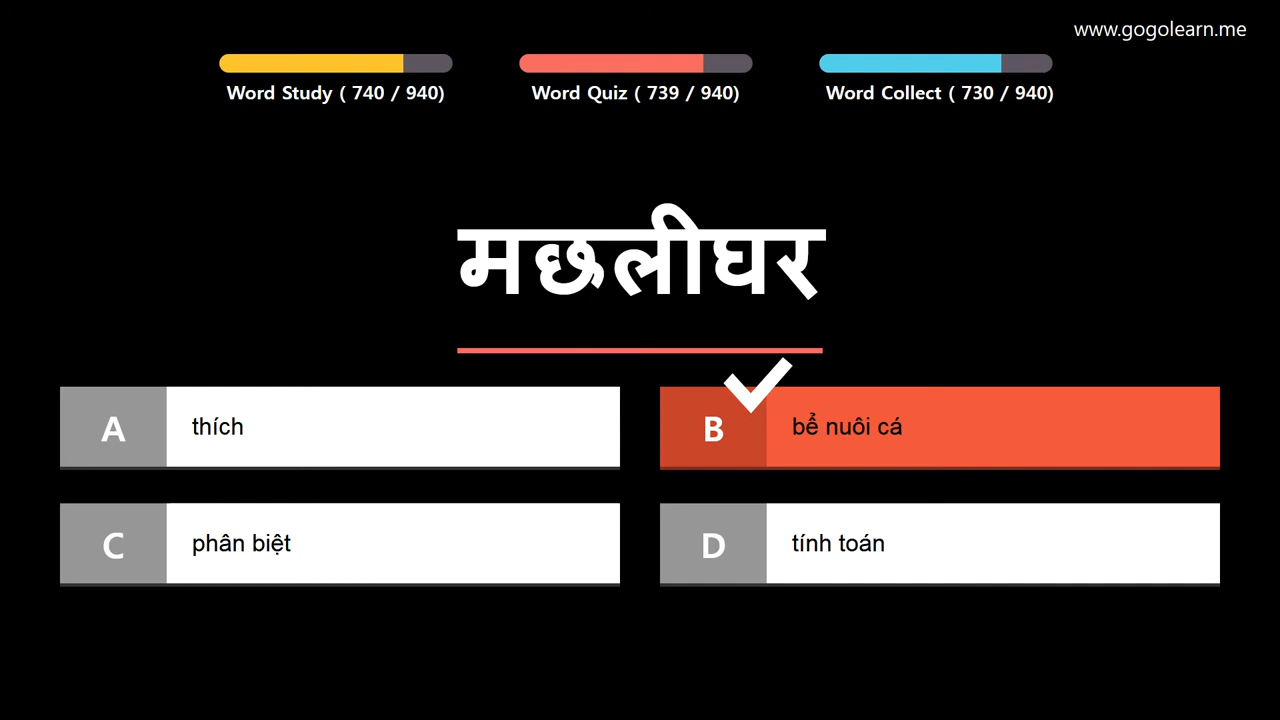 www.gogolearn.me
Word Study ( 740 / 940)
Word Quiz ( 739 / 940)
Word Collect ( 730 / 940)
मछलीघर
A thích
B bể nuôi cá
C phân biệt
D tính toán